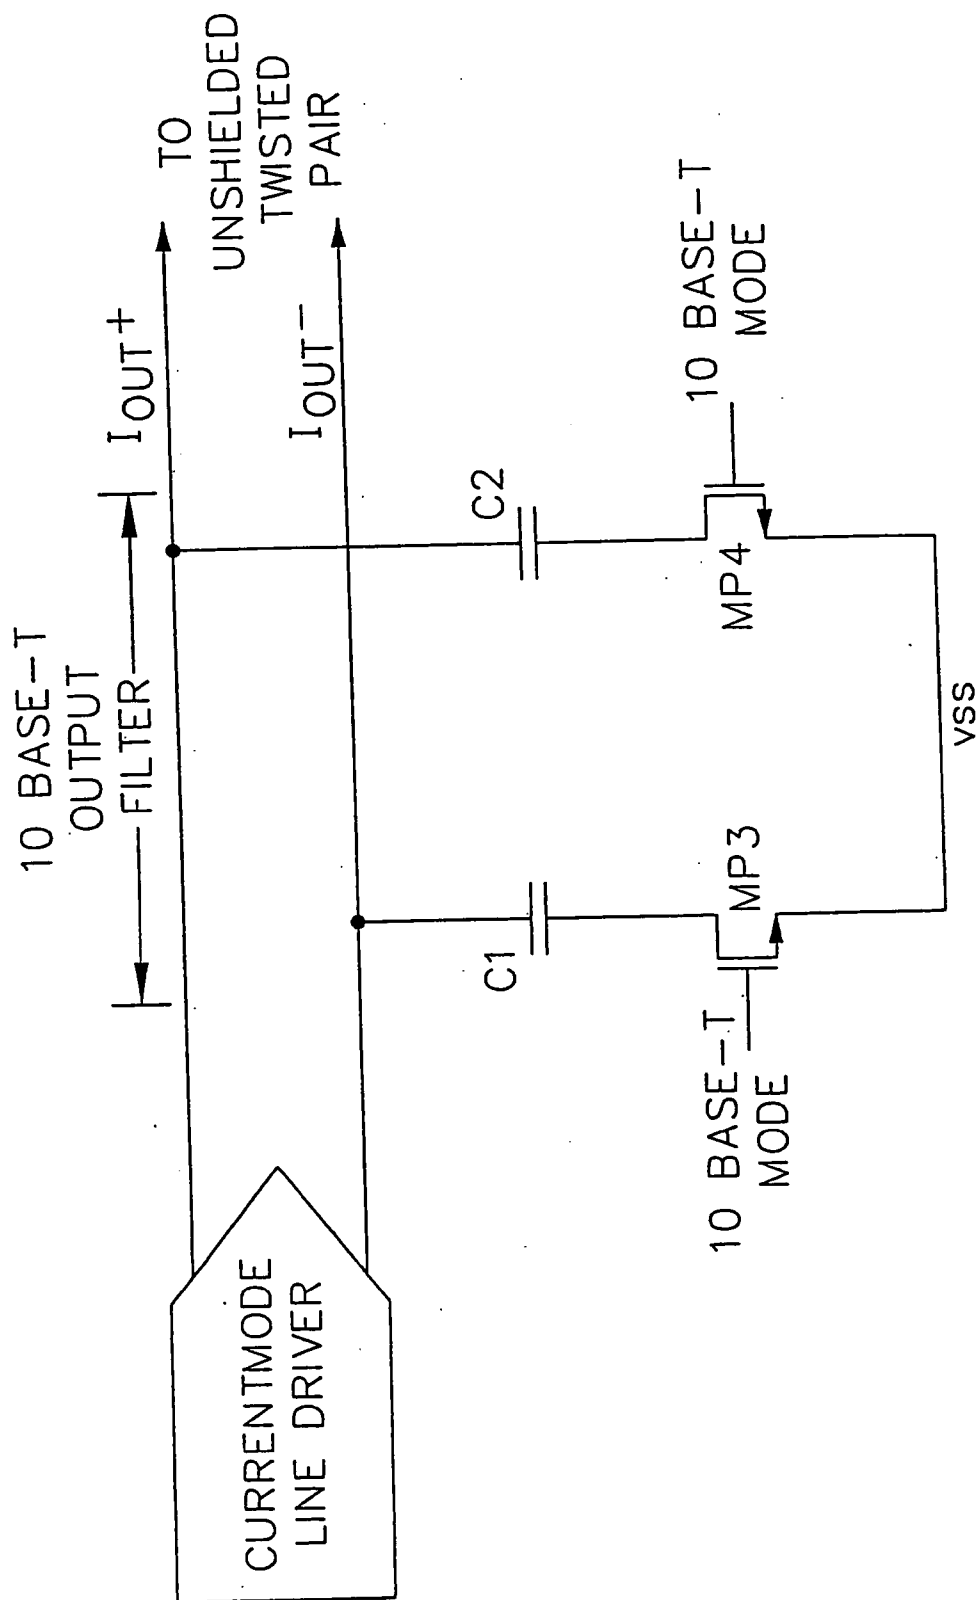 10 BASE-T
OUTPUT
FILTER
IOUT+
TO
UNSHIELDED
TWISTED
PAIR
IOUT-
CURRENTMODE
LINE DRIVER
C1
C2
10 BASE-T
MODE
MP3
MP4
10 BASE-T
MODE
VSS